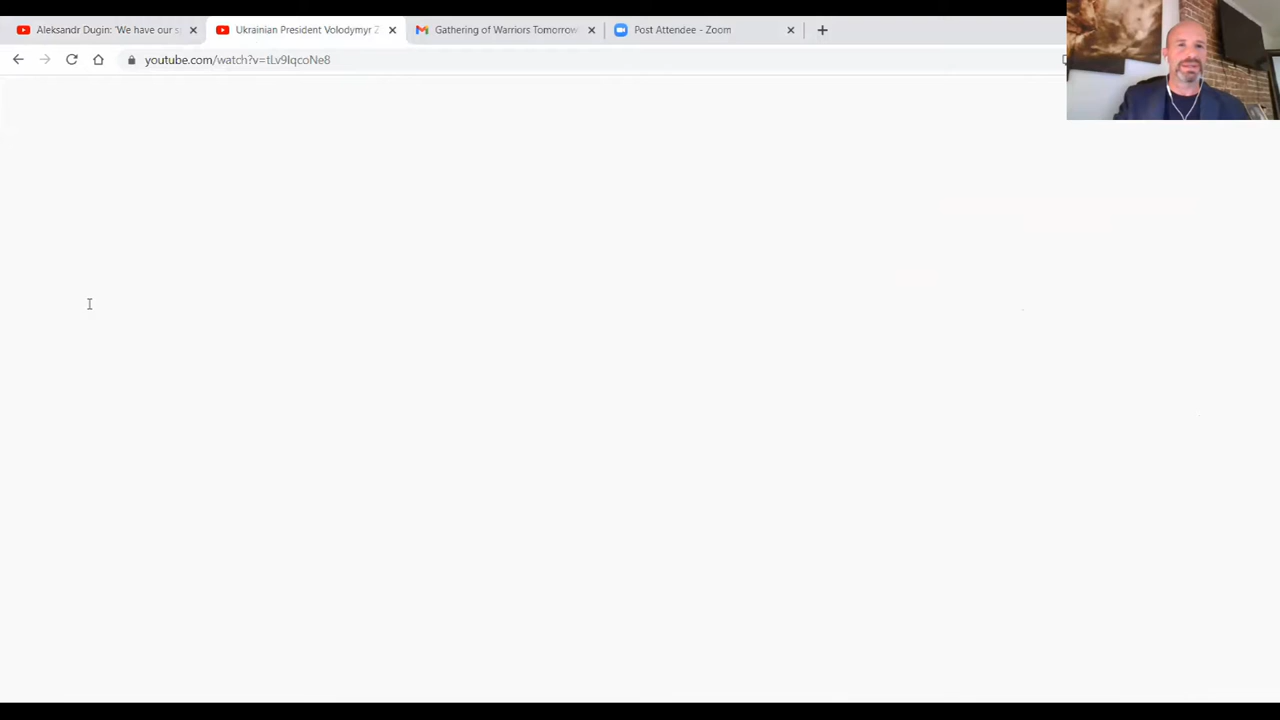 Aleksandr Dugin: 'We have our s
Ukrainian President Volodymyr Z
Gathering of Warriors Tomorrow
Post Attendee - Zoom
youtube.com/watch?v=tLv9IqcoNe8